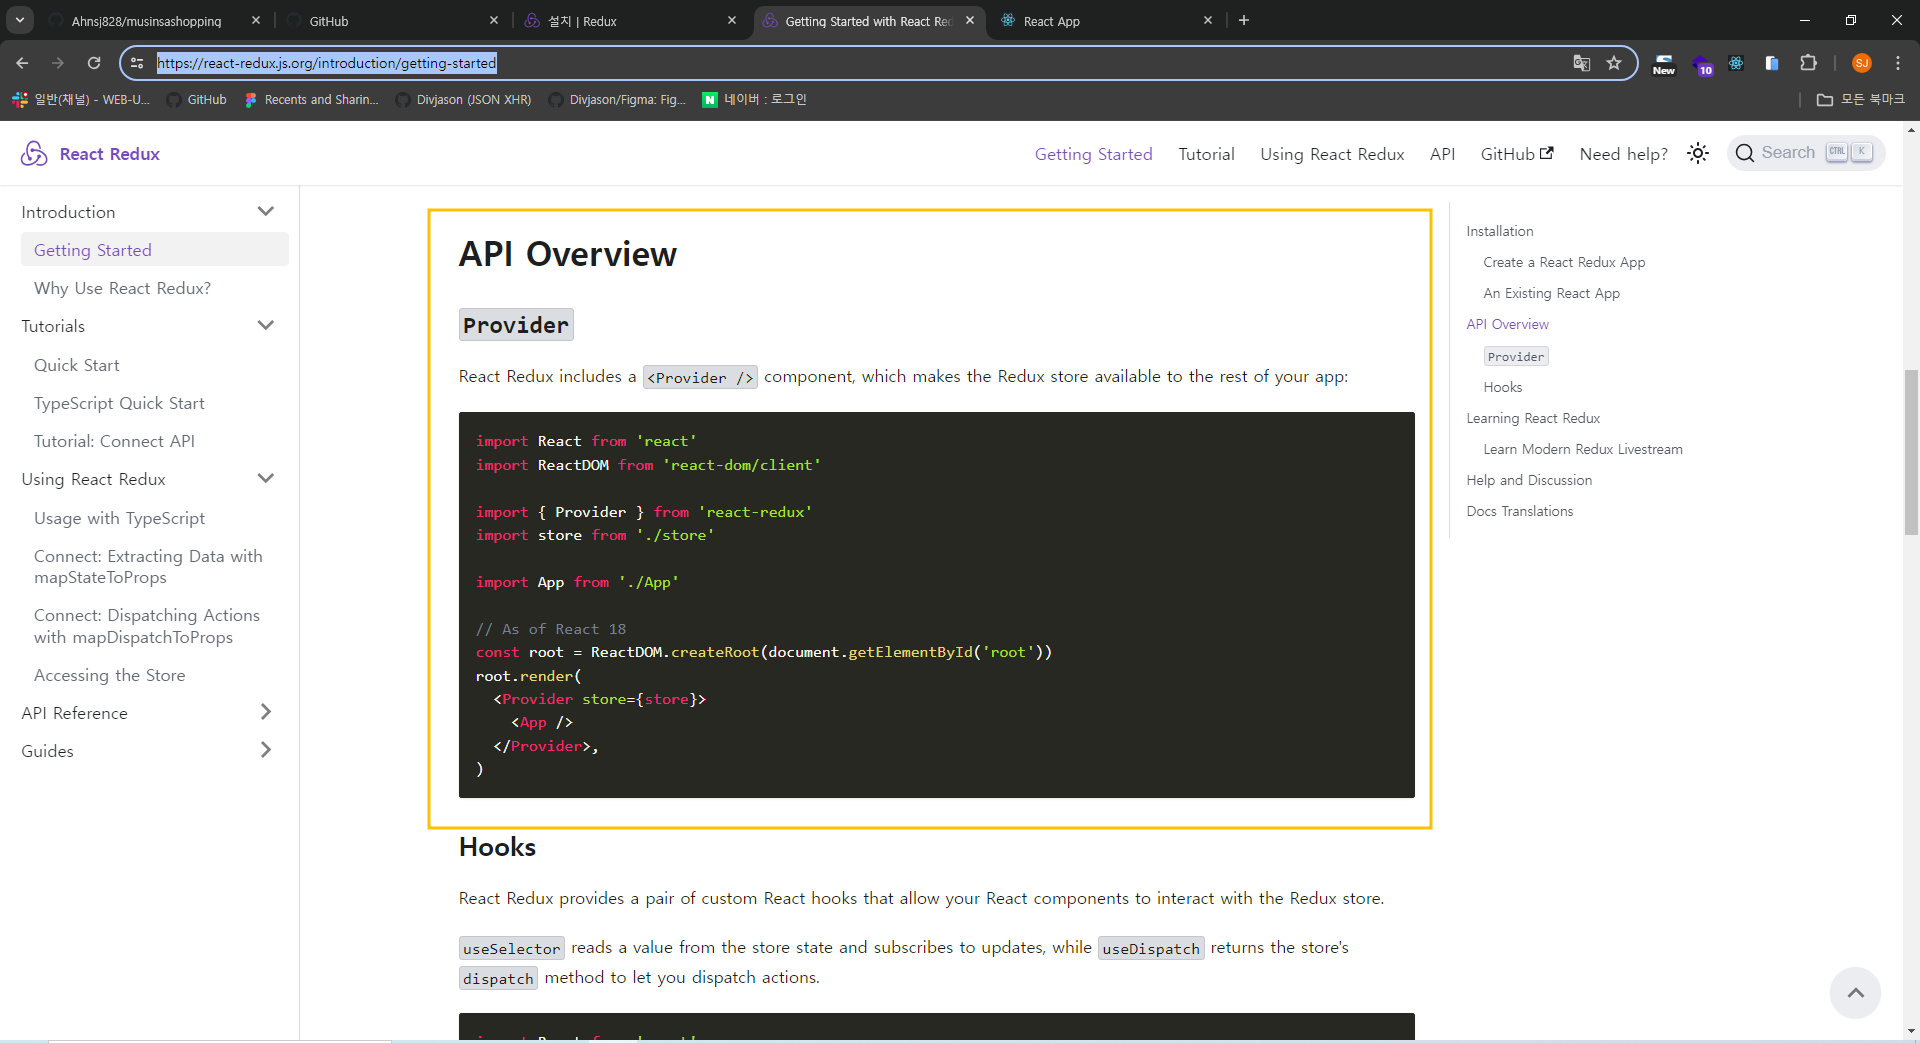 Ahnsj828/musinsashopping
GitHub
설치 | Redux
Getting Started with React Red
React App
https://react-redux.js.org/introduction/getting-started
New
10
SJ
일반(채널) - WEB-U...
GitHub
Recents and Sharin...
Divjason (JSON XHR)
Divjason/Figma: Fig...
N
네이버 : 로그인
모든 북마크
React Redux
Getting Started
Tutorial
Using React Redux
API
GitHub
Need help?
Search
CTRL
K
Introduction
Getting Started
Why Use React Redux?
Tutorials
Quick Start
TypeScript Quick Start
Tutorial: Connect API
Using React Redux
Usage with TypeScript
Connect: Extracting Data with
mapStateToProps
Connect: Dispatching Actions
with mapDispatchToProps
Accessing the Store
API Reference
Guides
API Overview
Provider
React Redux includes a <Provider /> component, which makes the Redux store available to the rest of your app:
import React from 'react'
import ReactDOM from 'react-dom/client'
import { Provider } from 'react-redux'
import store from './store'
import App from './App'
// As of React 18
const root = ReactDOM.createRoot(document.getElementById('root'))
root.render(
<Provider store={store}>
<App />
</Provider>,
)
Hooks
React Redux provides a pair of custom React hooks that allow your React components to interact with the Redux store.
useSelector reads a value from the store state and subscribes to updates, while useDispatch returns the store's
dispatch method to let you dispatch actions.
import React from 'react'
Installation
Create a React Redux App
An Existing React App
API Overview
Provider
Hooks
Learning React Redux
Learn Modern Redux Livestream
Help and Discussion
Docs Translations